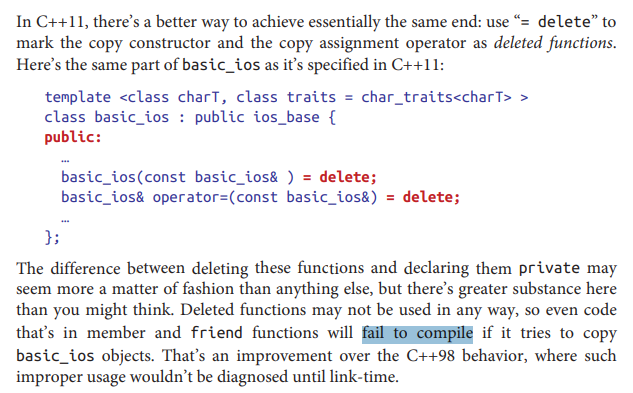 In C++11, there’s a better way to achieve essentially the same end: use “= delete” to
mark the copy constructor and the copy assignment operator as deleted functions.
Here’s the same part of basic_ios as it’s specified in C++11:
template <class charT, class traits = char_traits<charT> >
class basic_ios : public ios_base {
public:
…
basic_ios(const basic_ios& ) = delete;
basic_ios& operator=(const basic_ios&) = delete;
…
};
The difference between deleting these functions and declaring them private may
seem more a matter of fashion than anything else, but there’s greater substance here
than you might think. Deleted functions may not be used in any way, so even code
that’s in member and friend functions will fail to compile if it tries to copy
basic_ios objects. That’s an improvement over the C++98 behavior, where such
improper usage wouldn’t be diagnosed until link-time.